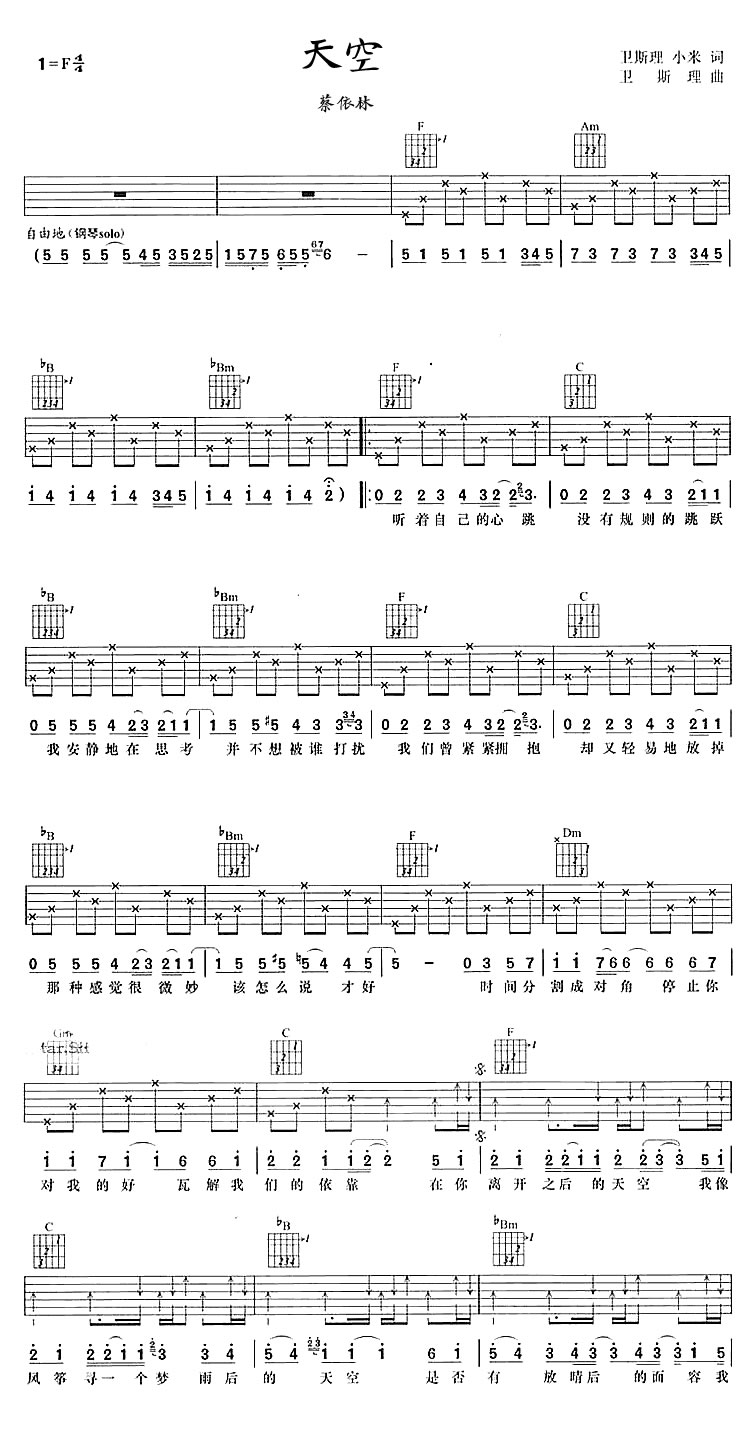 天空
1=F 4/4
卫斯理 小米 词
卫 斯 理 曲
蔡依林
F Am
自由地(钢琴solo)
(5 5 5 5 5 4 5 3 5 2 5 | 1 5 7 5 6 5 5 67 6 – | 5 1 5 1 5 1 3 4 5 | 7 3 7 3 7 3 3 4 5 |
♭B ♭Bm F C
1 4 1 4 1 4 3 4 5 | 1 4 1 4 1 4 2 ) |: 0 2 2 3 4 3 2 2 2 3. | 0 2 2 3 4 3 2 1 1 |
听着自己的心 跳 没有规则的跳跃
♭B ♭Bm F C
0 5 5 5 4 2 3 2 1 1 | 1 5 5 #5 4 3 34 3 | 0 2 2 3 4 3 2 2 2 3. | 0 2 2 3 4 3 2 1 1 |
我安静地在思考 并不想被谁打扰 我们曾紧紧拥 抱 却又轻易地放掉
♭B ♭Bm F Dm
0 5 5 5 4 2 3 2 1 1 | 1 5 5 #5 ♮5 4 4 5 | 5 – 0 3 5 7 | 1 1 7 6 6 6 6 6 7 |
那种感觉很微妙 该怎么说 才好 时间分 割成对角 停止你
Gm C F
1 1 7 1 1 6 6 1 | 2 2 1 1 2 2 5 1 | 2 1 2 2 1 1 2 2 3 3 5 1 |
对我的好 瓦解我 们的依靠 在你 离开之后的天空 我像
C ♭B ♭Bm
2 1 2 2 1 1 2 3 3 4 | 5 4 23 1 1 6 1 | 5 4 3 4 3 4 3 1 5 |
风筝寻一个梦 雨后 的 天空 是否 有 放晴后的面容我